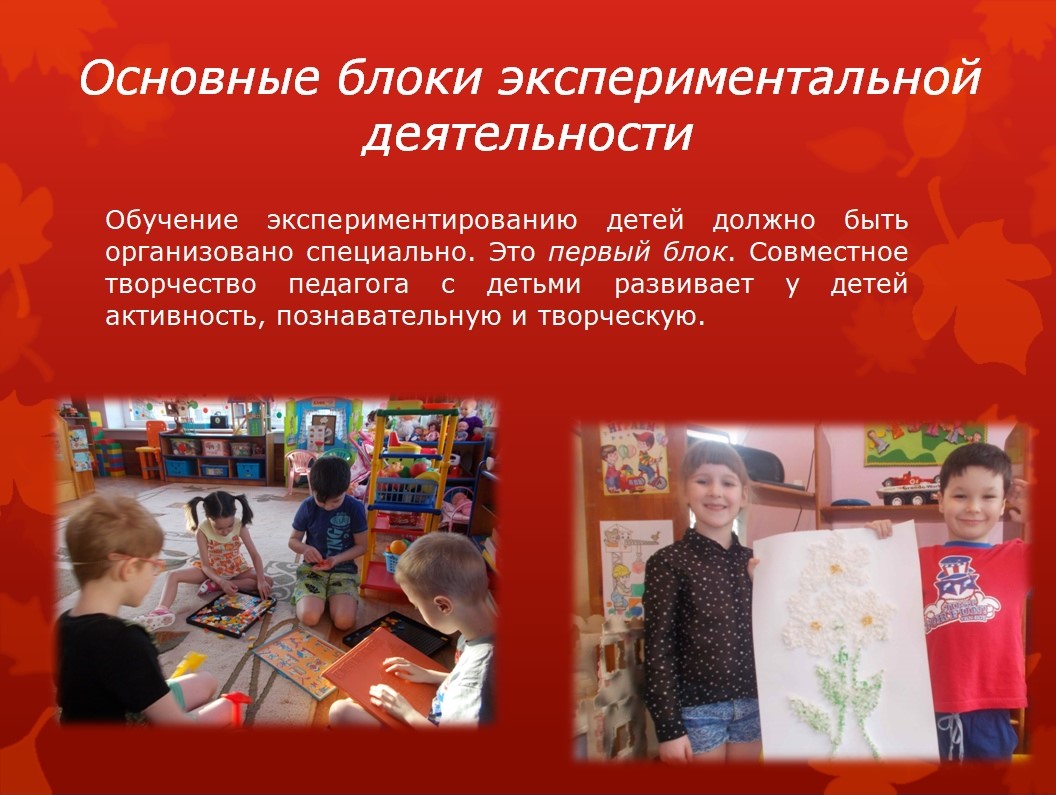 Основные блоки экспериментальной
деятельности
Обучение экспериментированию детей должно быть
организовано специально. Это первый блок. Совместное
творчество педагога с детьми развивает у детей
активность, познавательную и творческую.
ИГРАЕМ